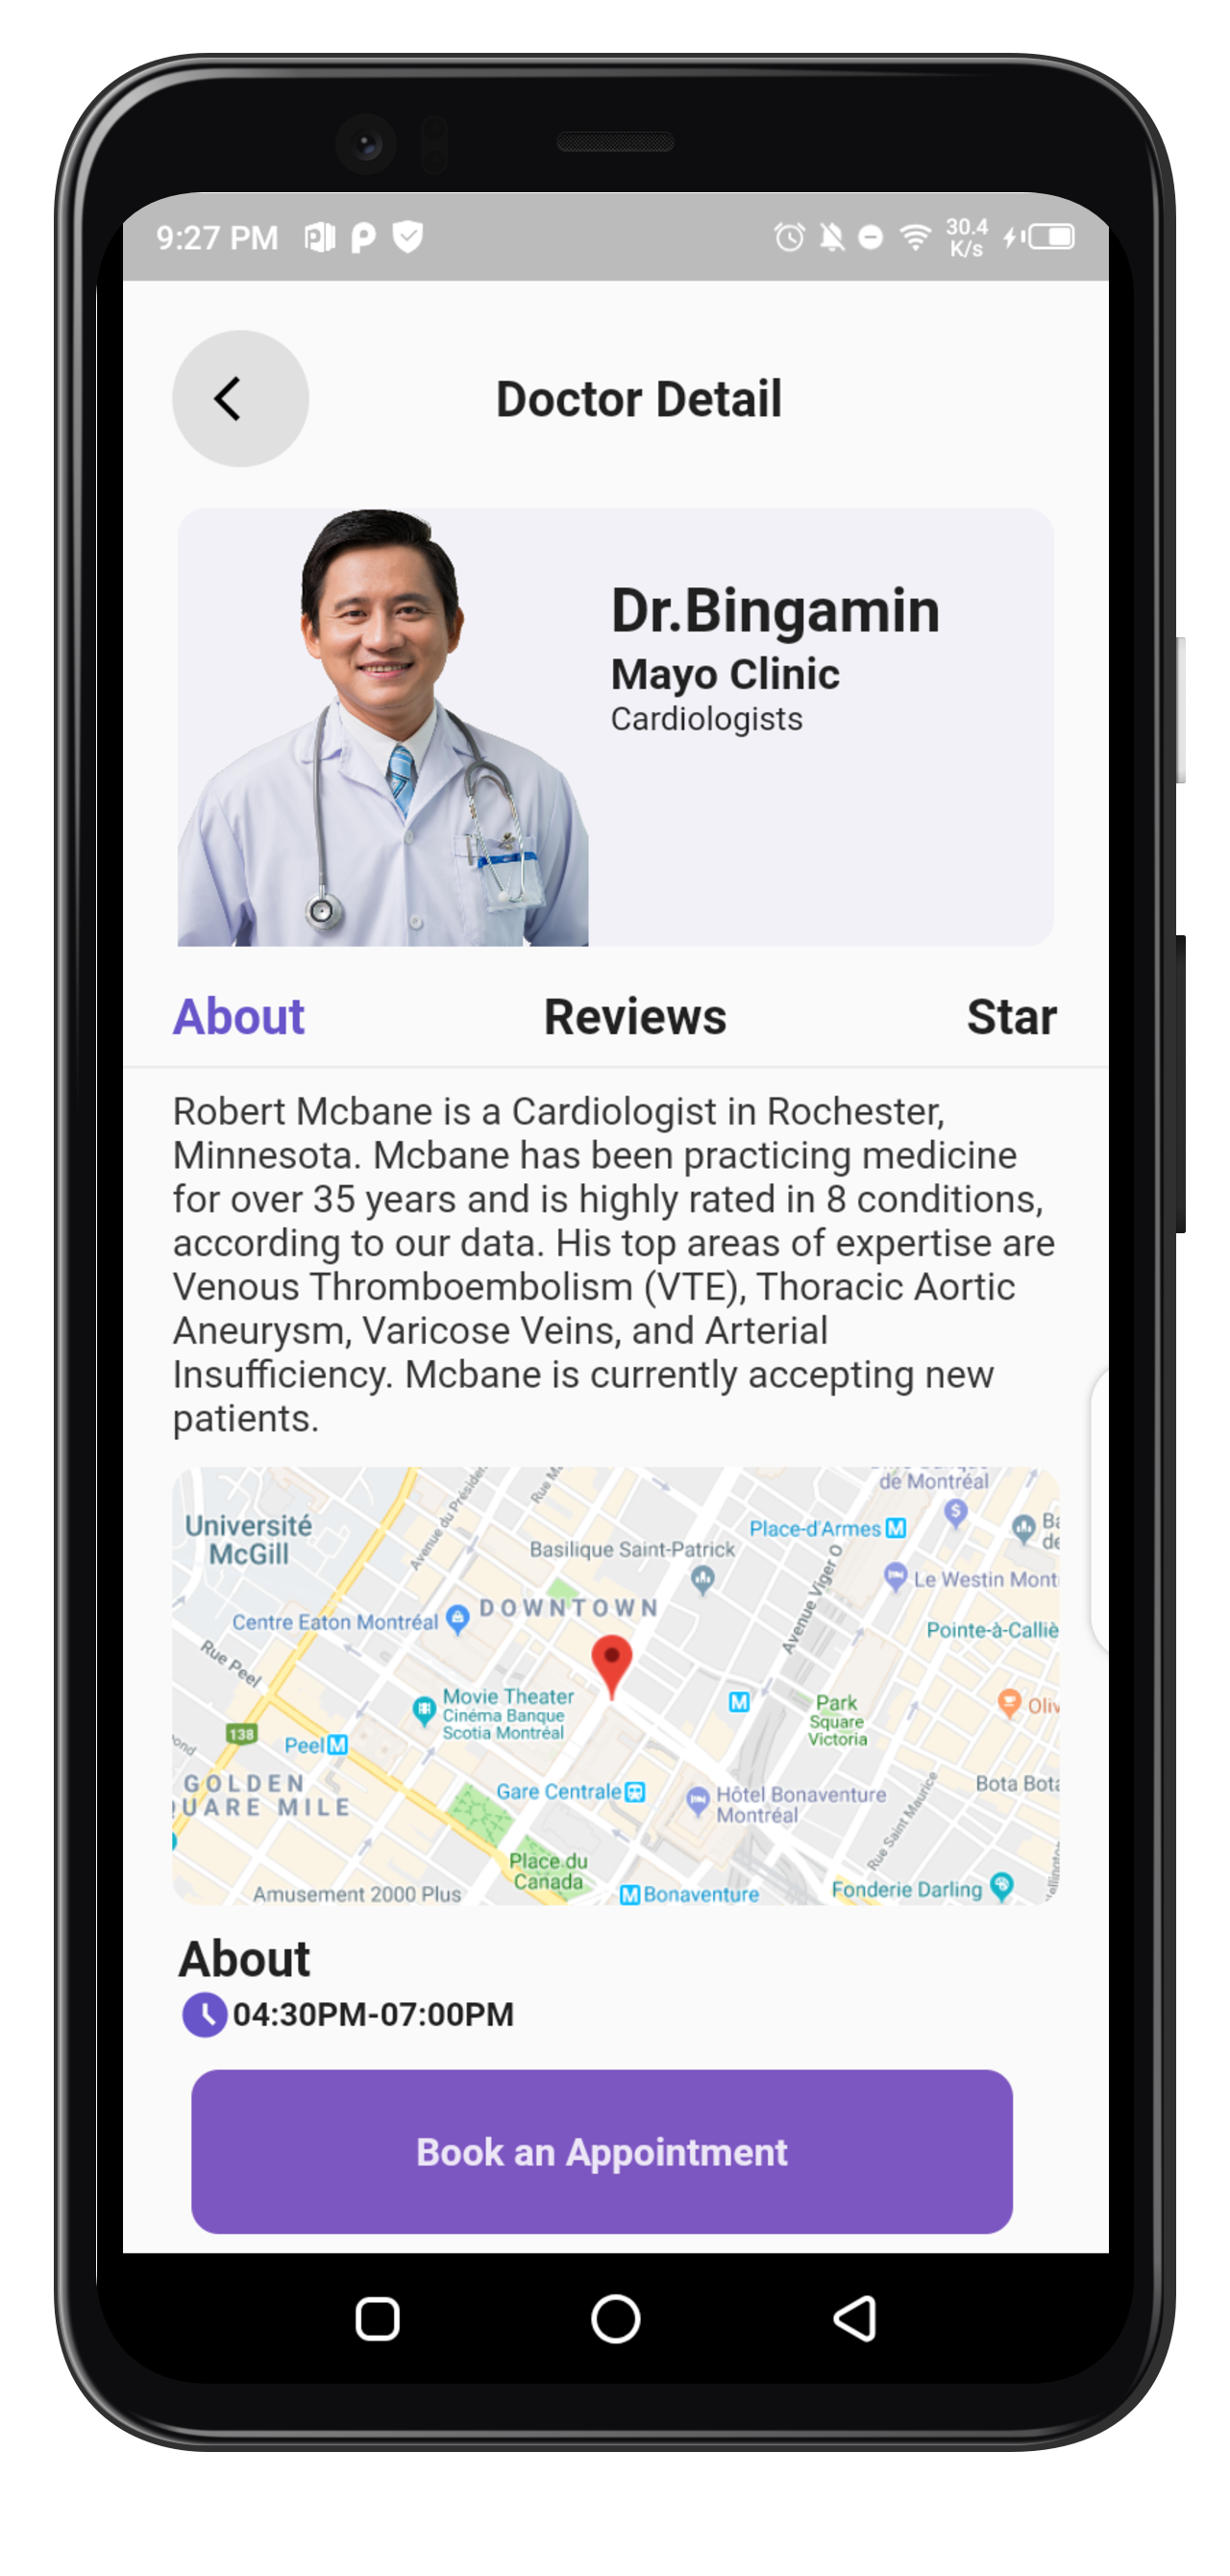 9:27 PM
30.4
K/s
Doctor Detail
Dr.Bingamin
Mayo Clinic
Cardiologists
About Reviews Star
Robert Mcbane is a Cardiologist in Rochester,
Minnesota. Mcbane has been practicing medicine
for over 35 years and is highly rated in 8 conditions,
according to our data. His top areas of expertise are
Venous Thromboembolism (VTE), Thoracic Aortic
Aneurysm, Varicose Veins, and Arterial
Insufficiency. Mcbane is currently accepting new
patients.
de Montréal
Université
McGill
Avenue du Présiden
Place-d'Armes M
Basilique Saint-Patrick
Avenue Viger O
Le Westin Mont
DOWNTOWN
Centre Eaton Montréal
Pointe-à-Calliè
Rue Peel
Movie Theater
Cinéma Banque
Scotia Montréal
M
Park
Square
Victoria
Oliv
138
Peel M
GOLDEN
QUARE MILE
Gare Centrale
Hôtel Bonaventure
Montréal
Bota Bota
Rue Saint Maurice
Place du
Canada
Amusement 2000 Plus
M Bonaventure
Fonderie Darling
About
04:30PM-07:00PM
Book an Appointment